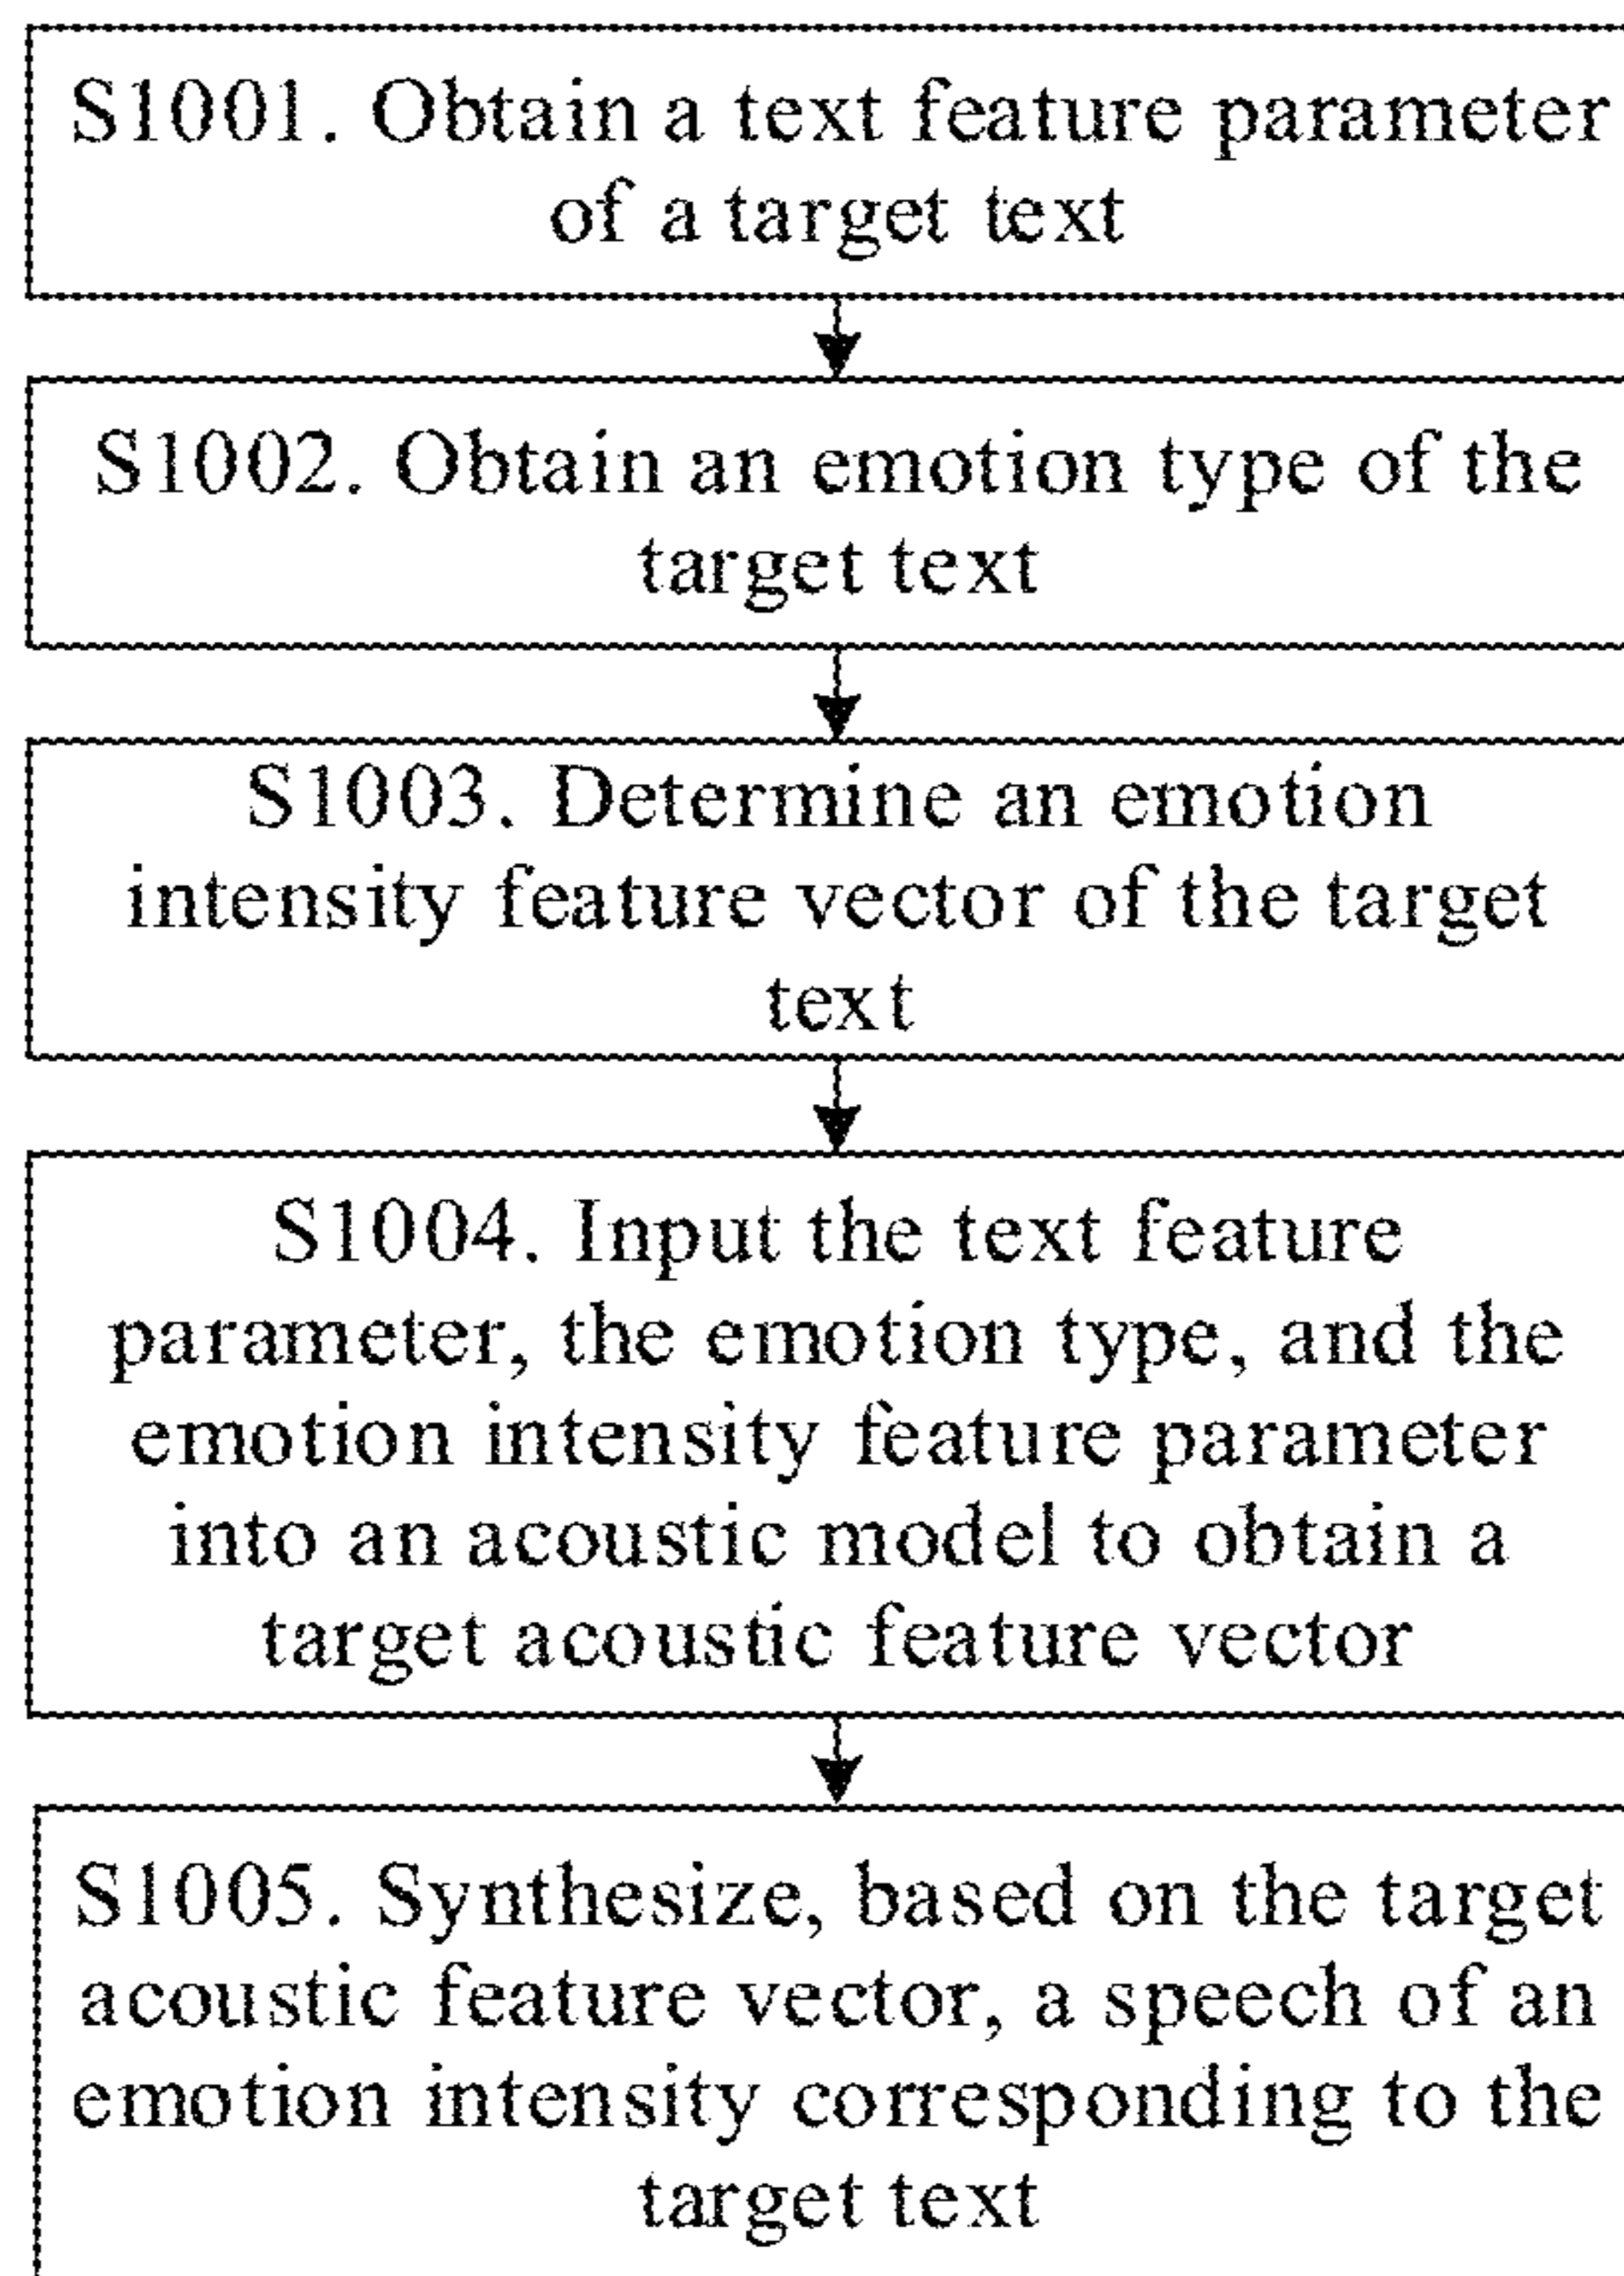 S1001. Obtain a text feature parameter
of a target text
S1002. Obtain an emotion type of the
target text
S1003. Determine an emotion
intensity feature vector of the target
text
S1004. Input the text feature
parameter, the emotion type, and the
emotion intensity feature parameter
into an acoustic model to obtain a
target acoustic feature vector
S1005. Synthesize, based on the target
acoustic feature vector, a speech of an
emotion intensity corresponding to the
target text